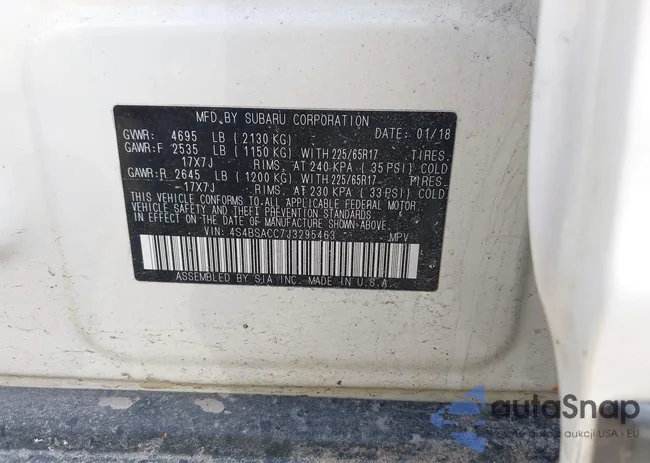 MFD. BY SUBARU CORPORATION
GVWR: 4695 LB (2130 KG) DATE: 01/18
GAWR:F 2535 LB (1150 KG) WITH 225/65R17 TIRES.
17X7J RIMS. AT 240 KPA (35 PSI) COLD
GAWR:R 2645 LB (1200 KG) WITH 225/65R17 TIRES.
17X7J RIMS. AT 230 KPA (33 PSI) COLD
THIS VEHICLE CONFORMS TO ALL APPLICABLE FEDERAL MOTOR
VEHICLE SAFETY AND THEFT PREVENTION STANDARDS
IN EFFECT ON THE DATE OF MANUFACTURE SHOWN ABOVE.
VIN: 4S4BSACC7J3295463 MPV
ASSEMBLED BY SIA INC. MADE IN U.S.A.
autoSnap
aukcji USA - EU